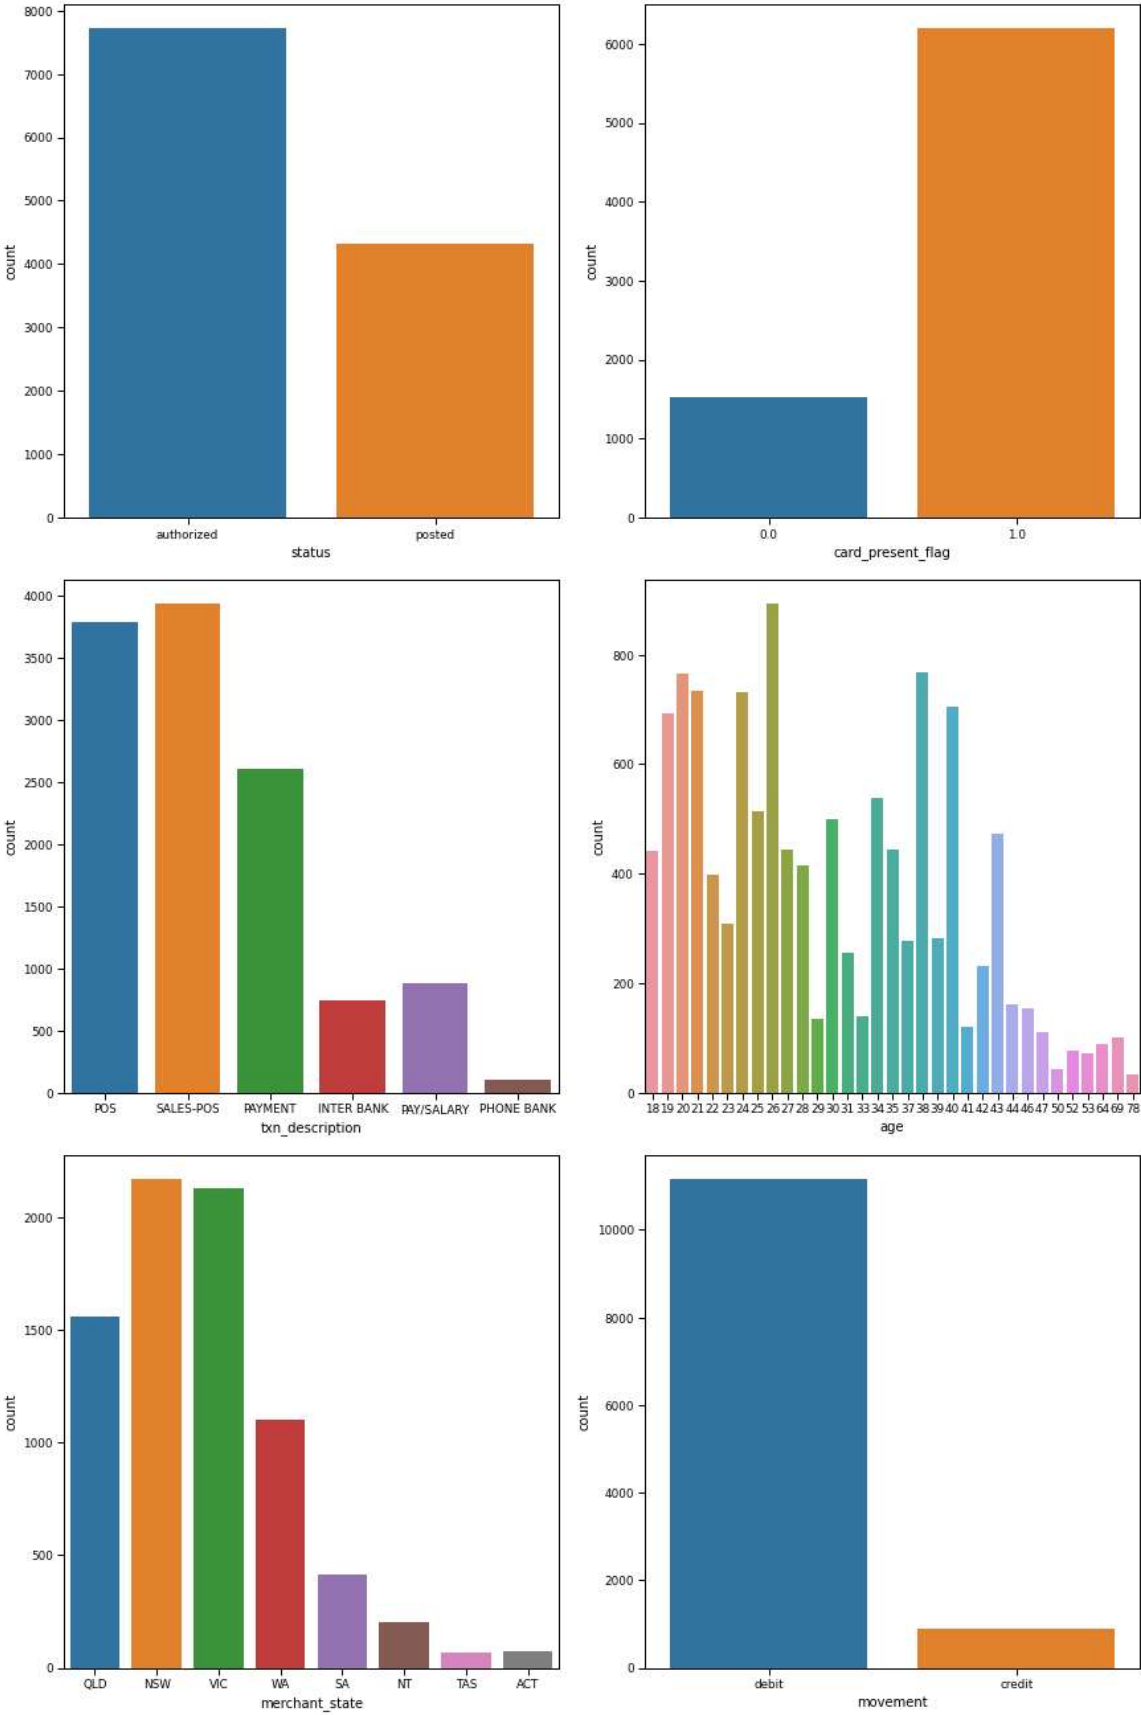 8000
7000
6000
5000
4000
3000
2000
1000
0
count
authorized posted
status
6000
5000
4000
3000
2000
1000
0
count
0.0 1.0
card_present_flag
4000
3500
3000
2500
2000
1500
1000
500
0
count
POS SALES-POS PAYMENT INTER BANK PAY/SALARY PHONE BANK
txn_description
800
600
400
200
0
count
18 19 20 21 22 23 24 25 26 27 28 29 30 31 33 34 35 37 38 39 40 41 42 43 44 46 47 50 52 53 64 69 78
age
2000
1500
1000
500
0
count
QLD NSW VIC WA SA NT TAS ACT
merchant_state
10000
8000
6000
4000
2000
0
count
debit credit
movement